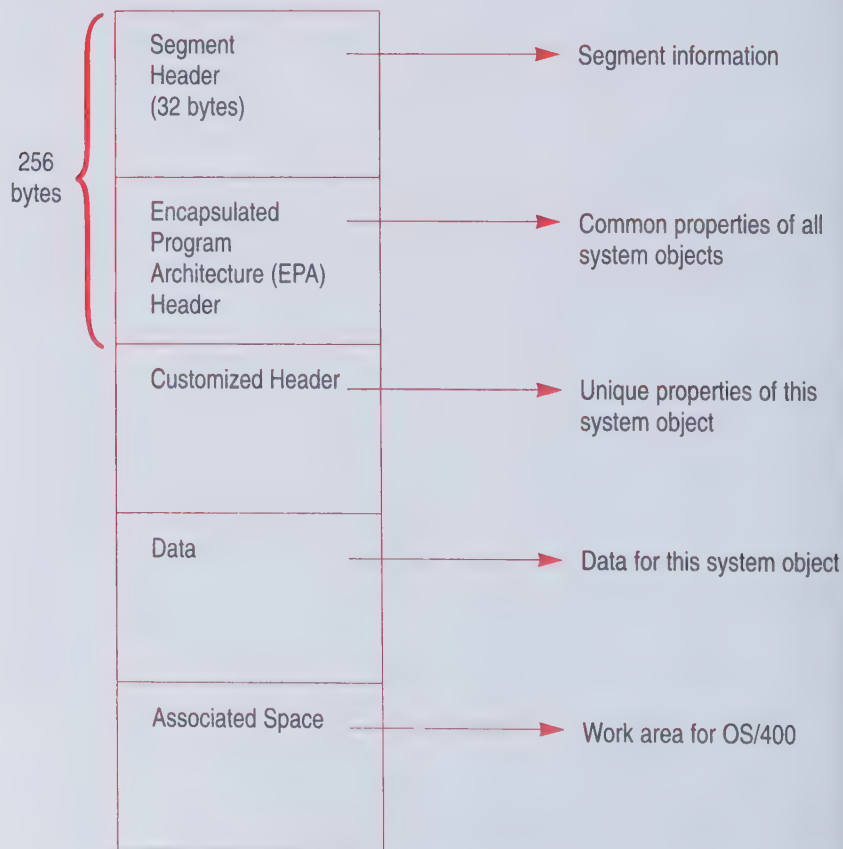 Segment
Header
(32 bytes)
Segment information
256
bytes
Encapsulated
Program
Architecture (EPA)
Header
Common properties of all
system objects
Customized Header
Unique properties of this
system object
Data
Data for this system object
Associated Space
Work area for OS/400